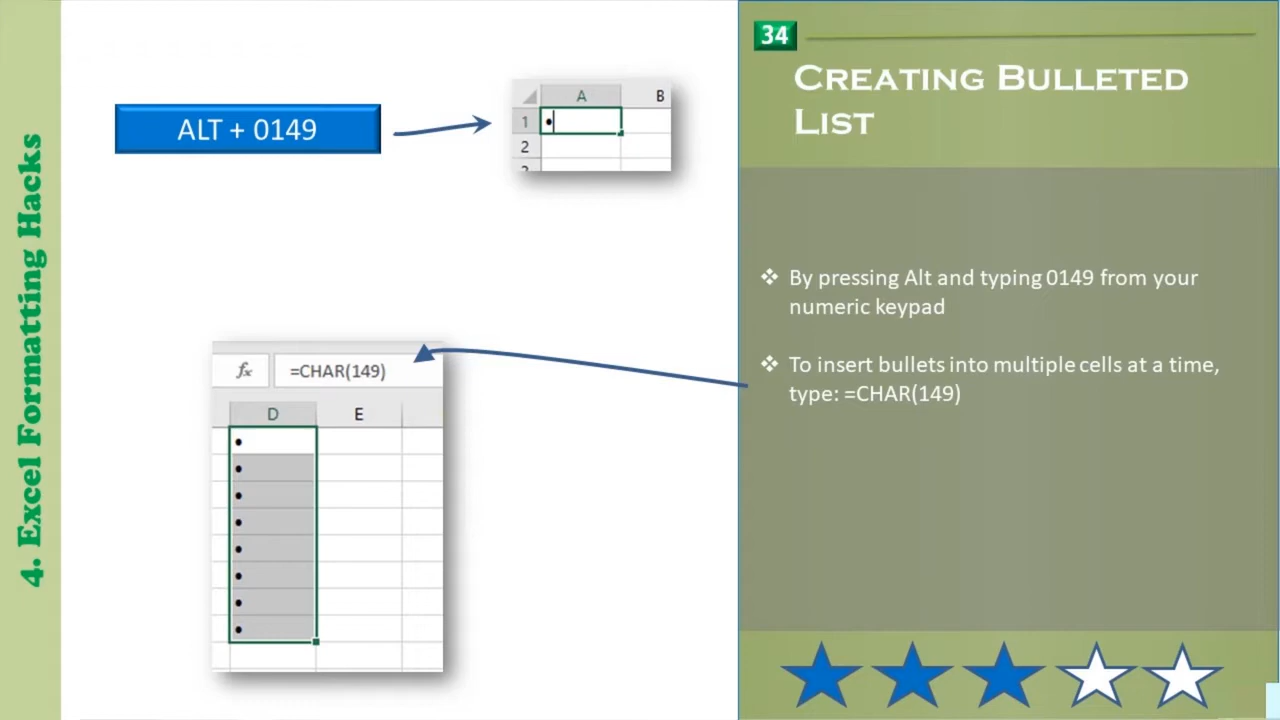 4. Excel Formatting Hacks
ALT + 0149
A B
1 •
2
34
CREATING BULLETED
LIST
❖ By pressing Alt and typing 0149 from your
numeric keypad
❖ To insert bullets into multiple cells at a time,
type: =CHAR(149)
fx =CHAR(149)
D E
•
•
•
•
•
•
•
•